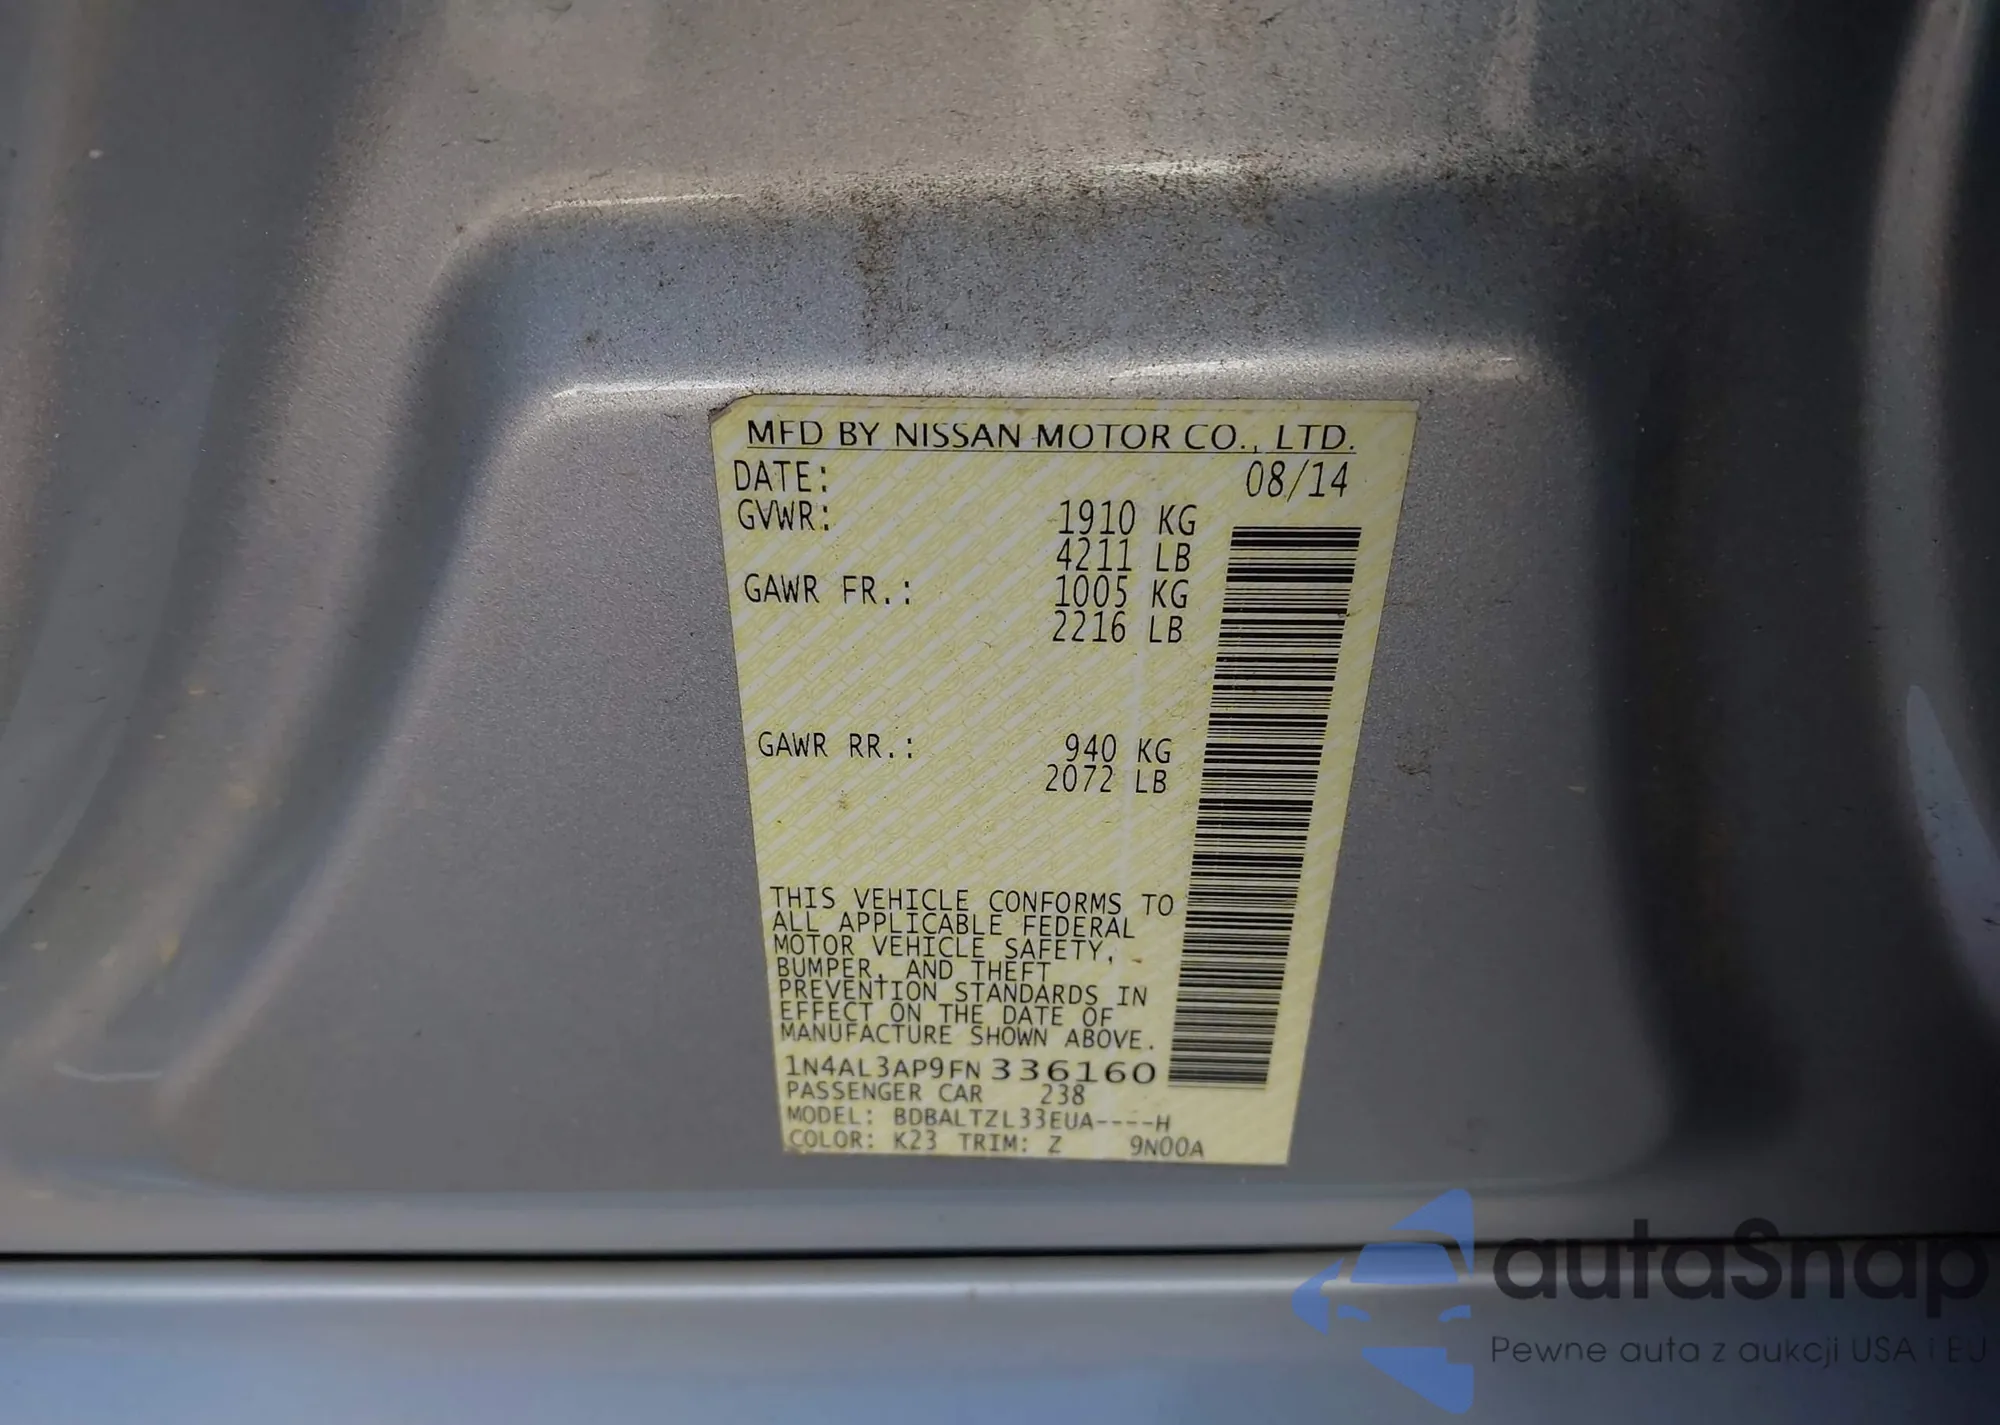 MFD BY NISSAN MOTOR CO., LTD.
DATE: 08/14
GVWR: 1910 KG
4211 LB
GAWR FR.: 1005 KG
2216 LB
GAWR RR.: 940 KG
2072 LB
THIS VEHICLE CONFORMS TO
ALL APPLICABLE FEDERAL
MOTOR VEHICLE SAFETY,
BUMPER, AND THEFT
PREVENTION STANDARDS IN
EFFECT ON THE DATE OF
MANUFACTURE SHOWN ABOVE.
1N4AL3AP9FN 336160
PASSENGER CAR 238
MODEL: BDBALTZL33EUA----H
COLOR: K23 TRIM: Z 9N00A
autaSnap
Pewne auta z aukcji USA i EU